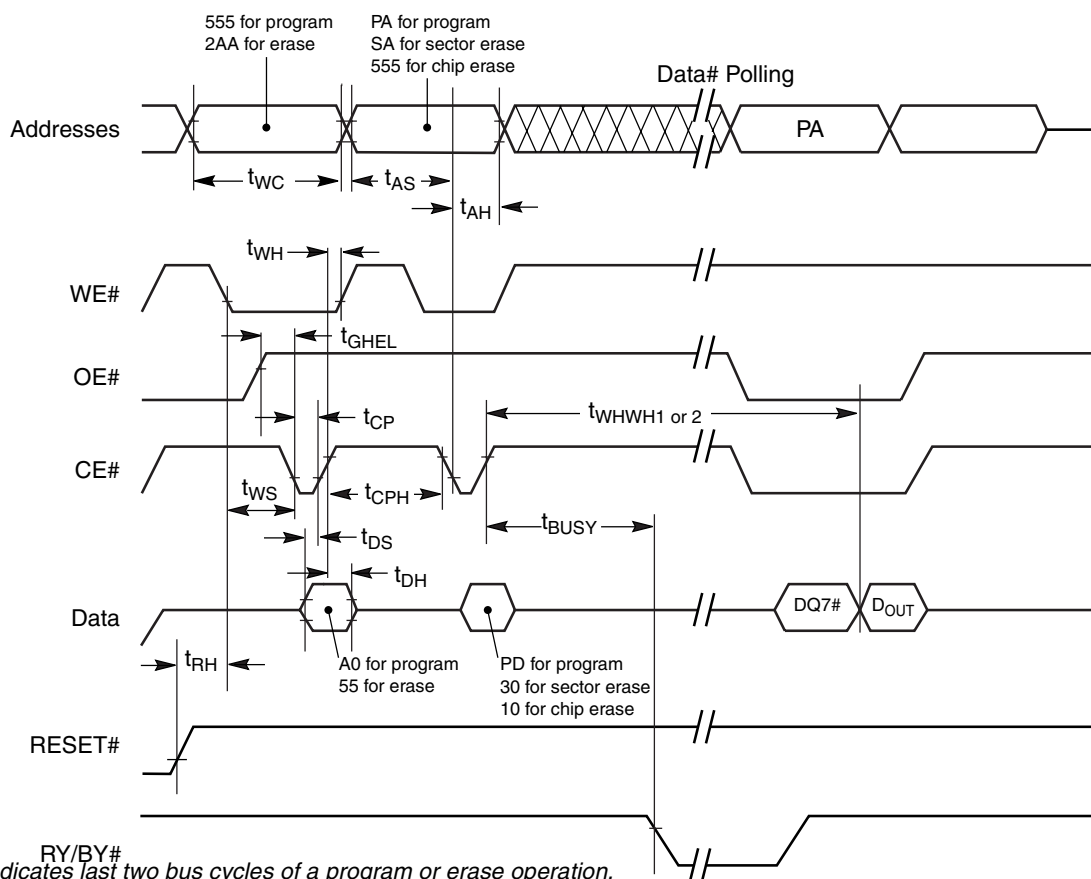 555 for program
2AA for erase
PA for program
SA for sector erase
555 for chip erase
Data# Polling
Addresses
PA
tWC
tAS
tAH
tWH
WE#
tGHEL
OE#
tWHWH1 or 2
tCP
CE#
tWS
tCPH
tBUSY
tDS
tDH
Data
DQ7#
DOUT
tRH
A0 for program
55 for erase
PD for program
30 for sector erase
10 for chip erase
RESET#
RY/BY#
dicates last two bus cycles of a program or erase operation.